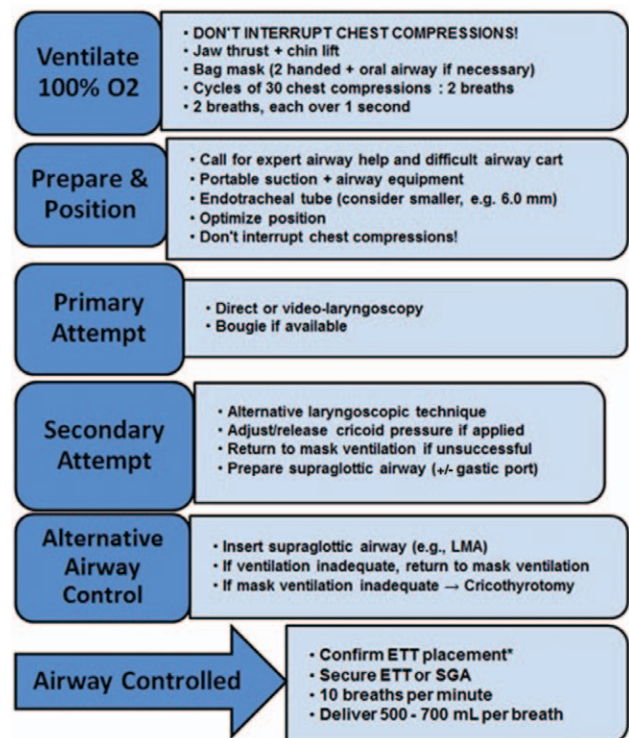 Ventilate
100% O2
• DON'T INTERRUPT CHEST COMPRESSIONS!
• Jaw thrust + chin lift
• Bag mask (2 handed + oral airway if necessary)
• Cycles of 30 chest compressions : 2 breaths
• 2 breaths, each over 1 second
Prepare &
Position
• Call for expert airway help and difficult airway cart
• Portable suction + airway equipment
• Endotracheal tube (consider smaller, e.g. 6.0 mm)
• Optimize position
• Don't interrupt chest compressions!
Primary
Attempt
• Direct or video-laryngoscopy
• Bougie if available
Secondary
Attempt
• Alternative laryngoscopic technique
• Adjust/release cricoid pressure if applied
• Return to mask ventilation if unsuccessful
• Prepare supraglottic airway (+/- gastic port)
Alternative
Airway
Control
• Insert supraglottic airway (e.g., LMA)
• If ventilation inadequate, return to mask ventilation
• If mask ventilation inadequate → Cricothyrotomy
Airway Controlled
• Confirm ETT placement*
• Secure ETT or SGA
• 10 breaths per minute
• Deliver 500 - 700 mL per breath